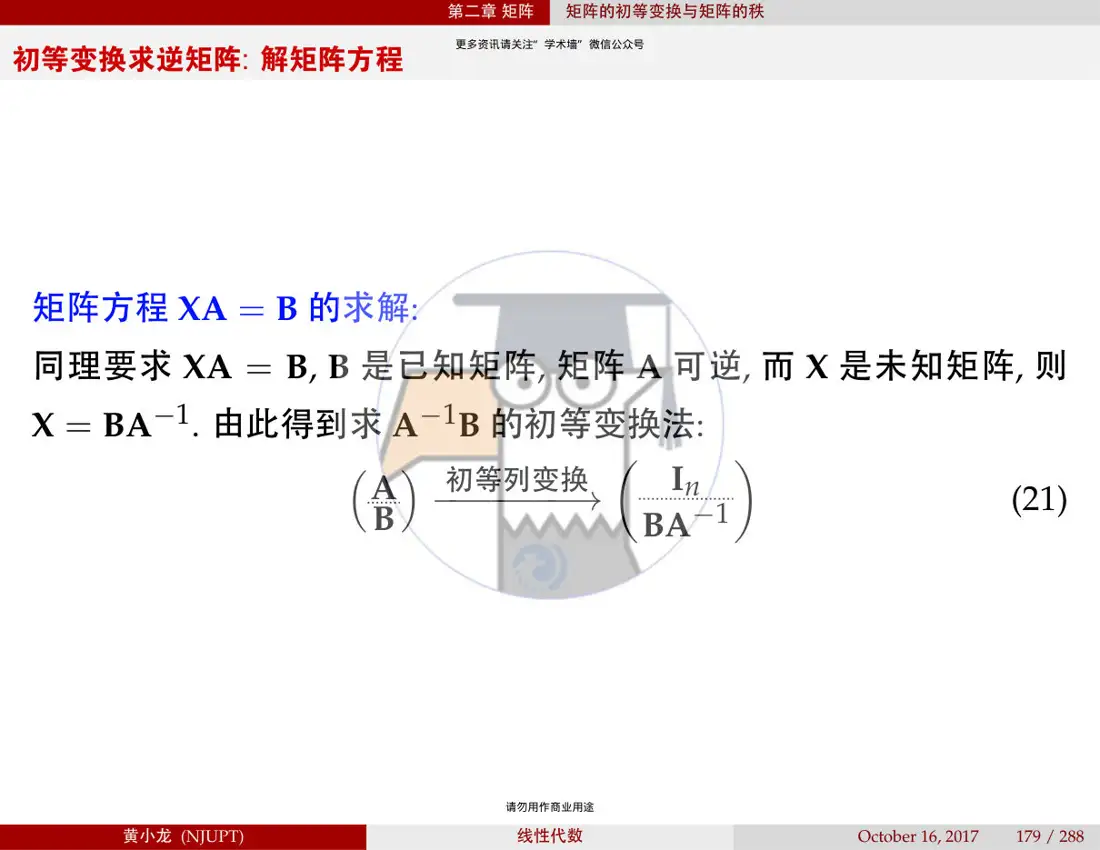 第二章 矩阵 矩阵的初等变换与矩阵的秩
更多资讯请关注“学术墙”微信公众号
初等变换求逆矩阵: 解矩阵方程
矩阵方程 XA = B 的求解:
同理要求 XA = B, B 是已知矩阵, 矩阵 A 可逆, 而 X 是未知矩阵, 则
X = BA⁻¹. 由此得到求 A⁻¹B 的初等变换法:
(A / B) 初等列变换→ (Iₙ / BA⁻¹) (21)
请勿用作商业用途
黄小龙 (NJUPT) 线性代数 October 16, 2017 179 / 288